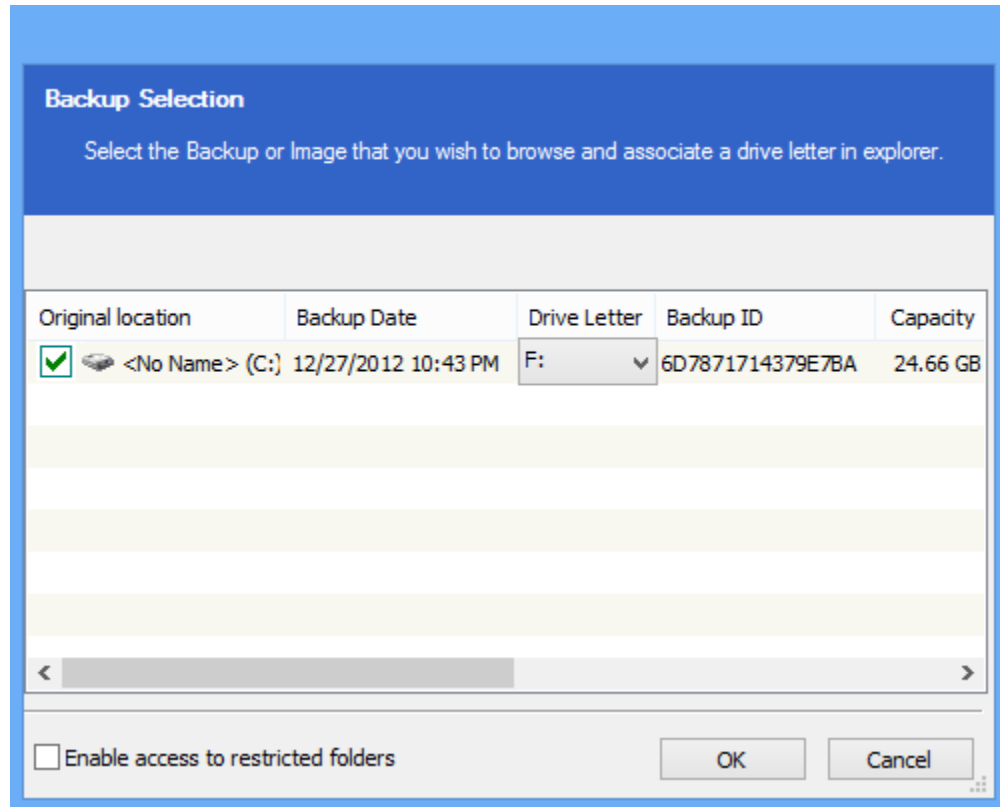 Backup Selection
Select the Backup or Image that you wish to browse and associate a drive letter in explorer.
Original location Backup Date Drive Letter Backup ID Capacity
<No Name> (C:) 12/27/2012 10:43 PM F: 6D7871714379E7BA 24.66 GB
Enable access to restricted folders OK Cancel